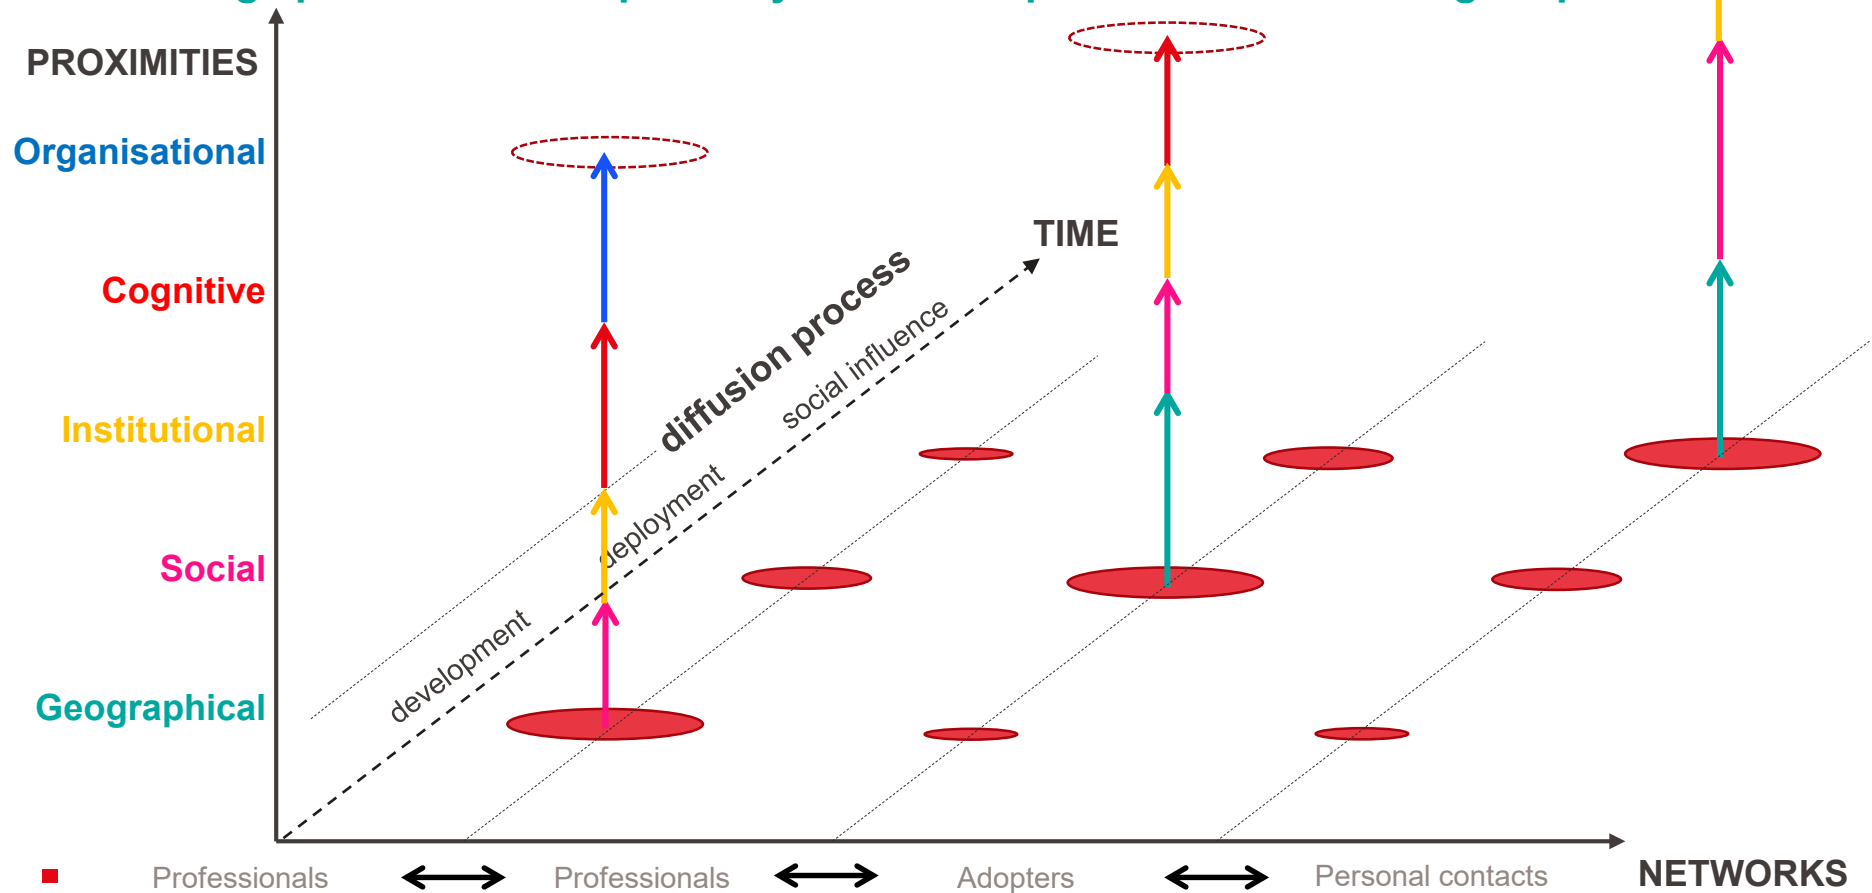 PROXIMITIES
Organisational
Cognitive
Institutional
Social
Geographical
TIME
diffusion process
social influence
deployment
development
Professionals
Professionals
Adopters
Personal contacts
NETWORKS